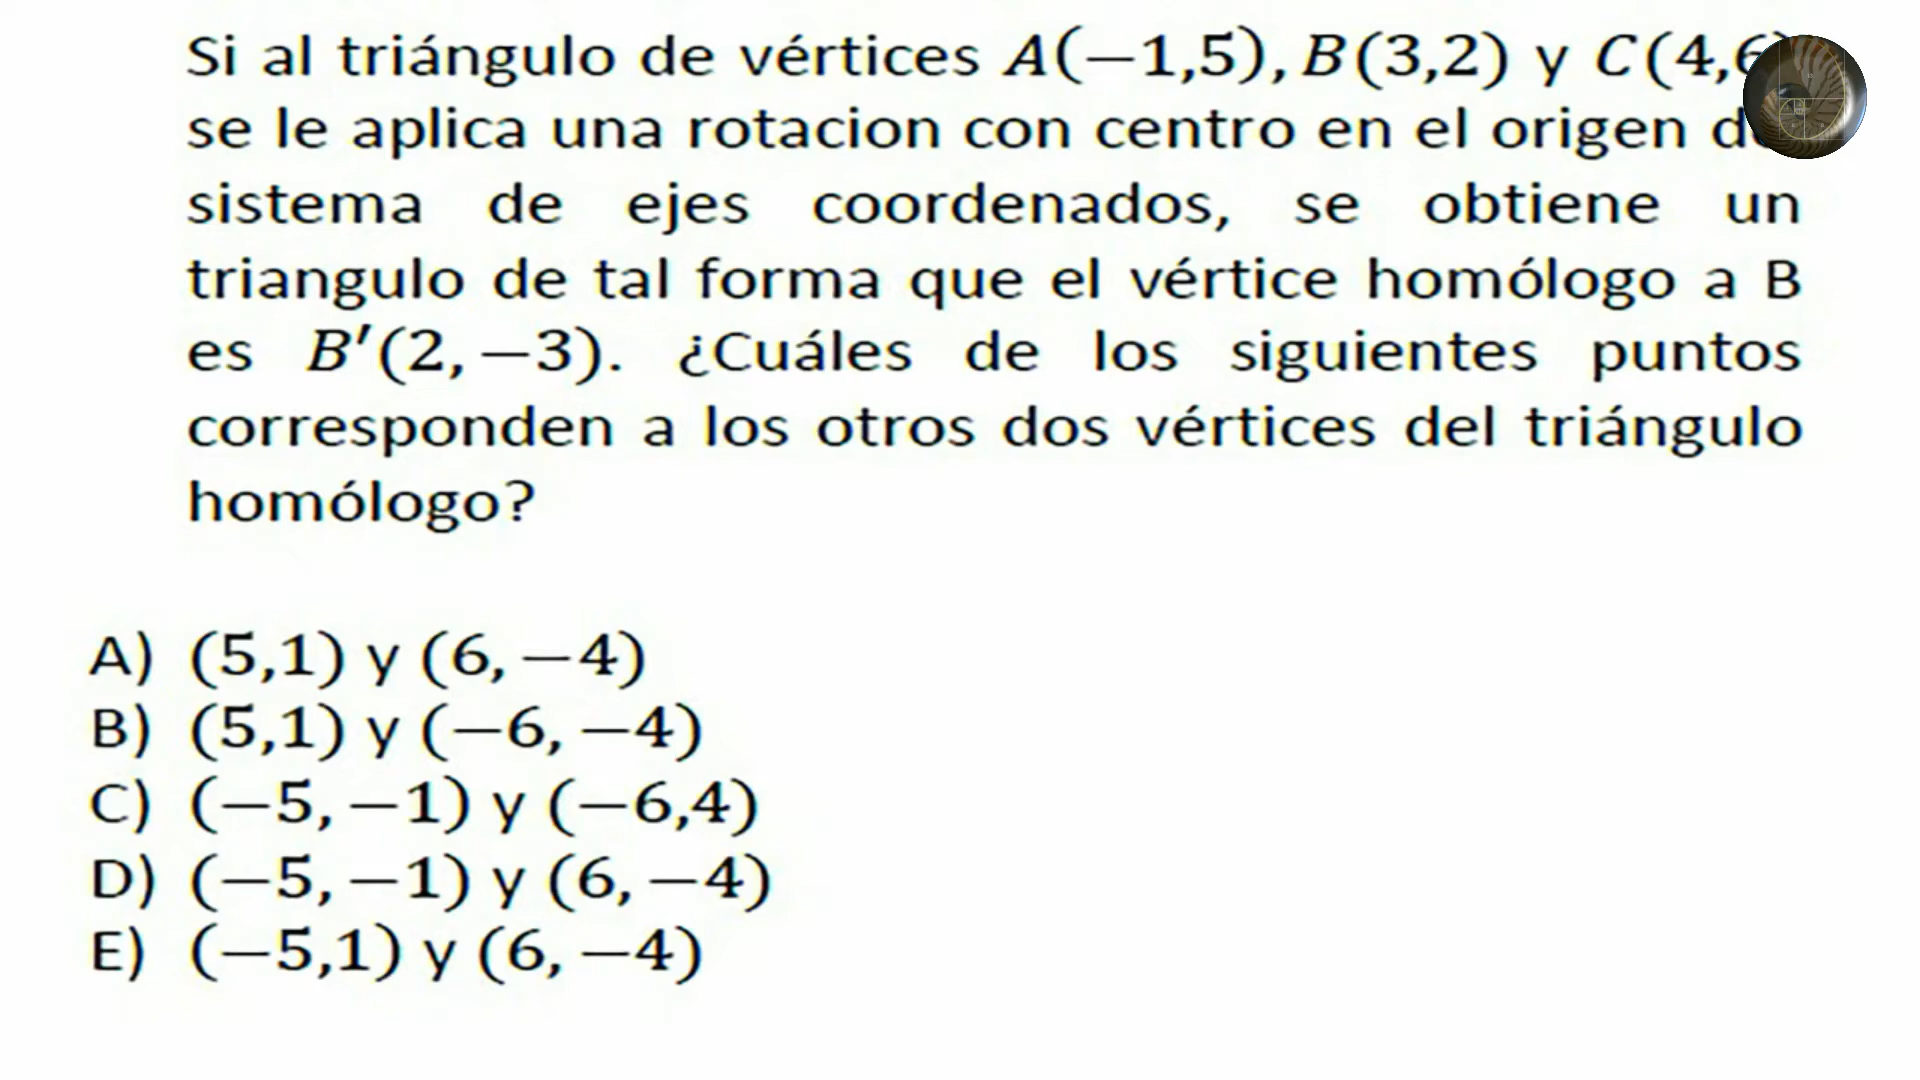 Si al triángulo de vértices A(−1,5), B(3,2) y C(4,6
se le aplica una rotacion con centro en el origen
sistema de ejes coordenados, se obtiene un
triangulo de tal forma que el vértice homólogo a B
es B′(2, −3). ¿Cuáles de los siguientes puntos
corresponden a los otros dos vértices del triángulo
homólogo?
A) (5,1) y (6, −4)
B) (5,1) y (−6, −4)
C) (−5, −1) y (−6,4)
D) (−5, −1) y (6, −4)
E) (−5,1) y (6, −4)